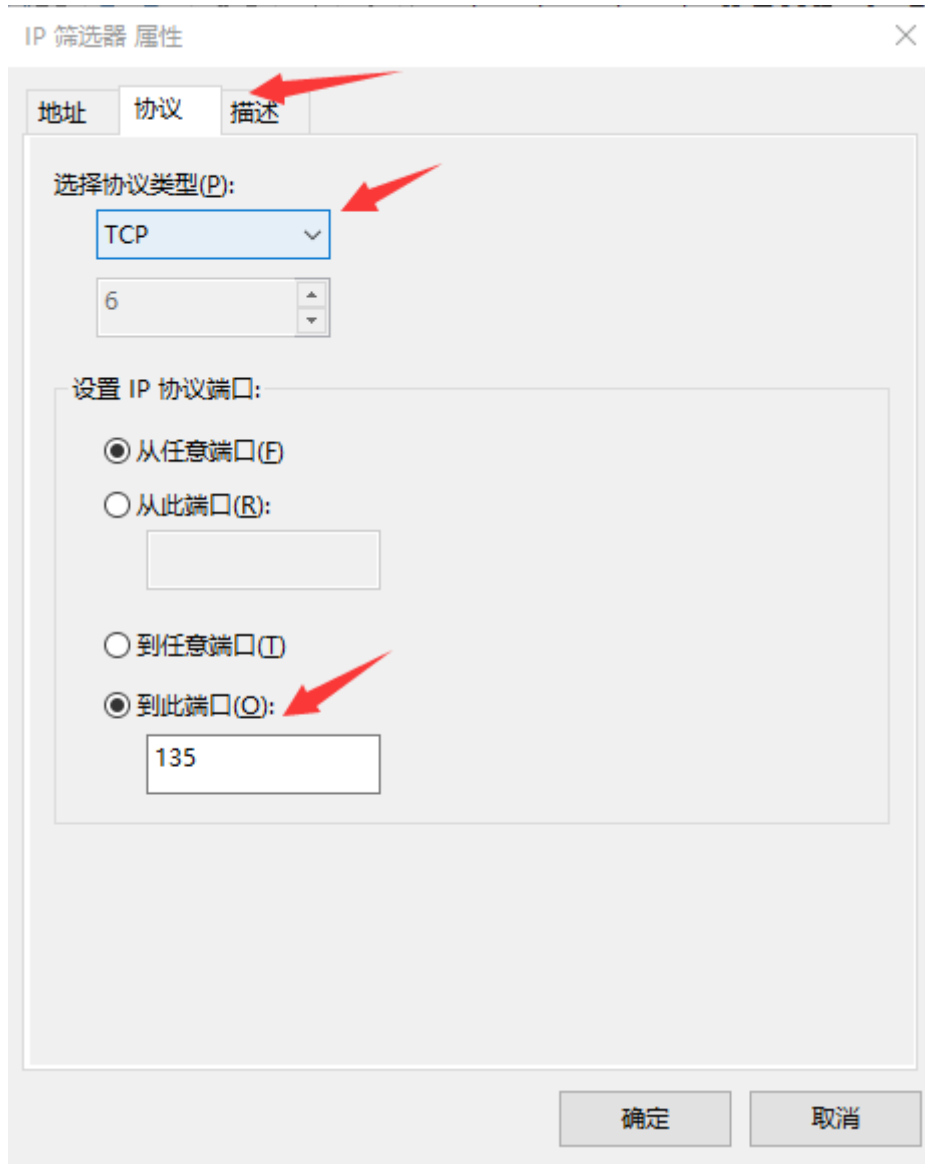 IP 筛选器 属性
地址 协议 描述
选择协议类型(P):
TCP
6
设置 IP 协议端口:
从任意端口(F)
从此端口(R):
到任意端口(T)
到此端口(O):
135
确定 取消